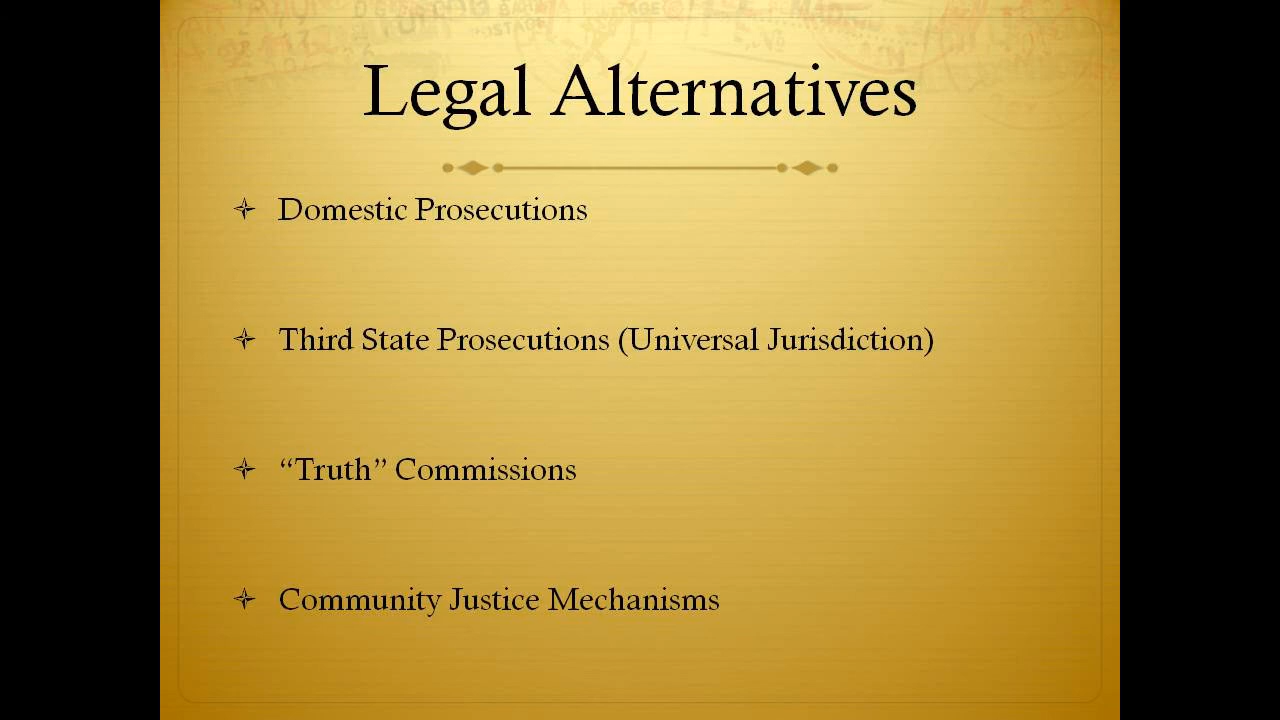 Legal Alternatives
Domestic Prosecutions
Third State Prosecutions (Universal Jurisdiction)
“Truth” Commissions
Community Justice Mechanisms